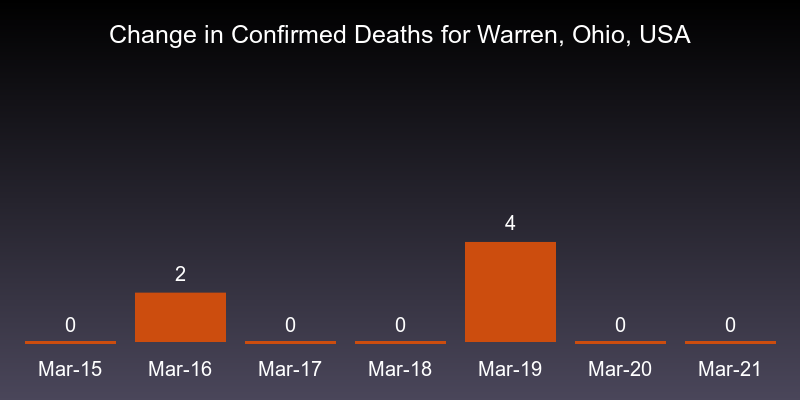 Change in Confirmed Deaths for Warren, Ohio, USA
4
2
0 0 0 0 0
Mar-15 Mar-16 Mar-17 Mar-18 Mar-19 Mar-20 Mar-21